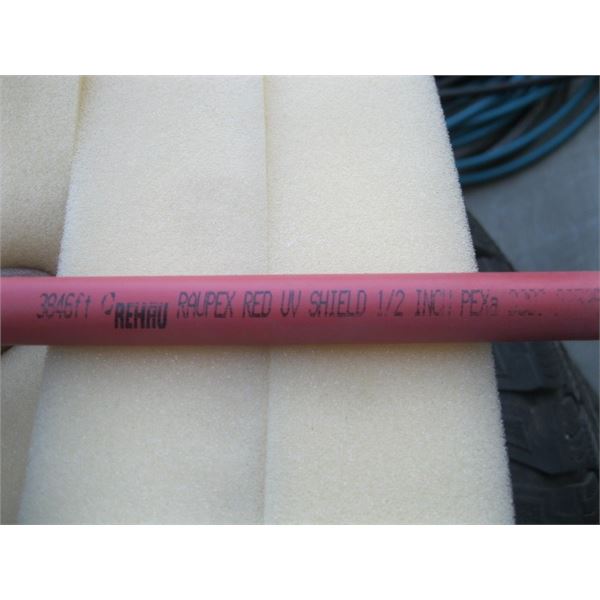 3846ft REHAU RAUPEX RED UV SHIELD 1/2 INCH PEXa